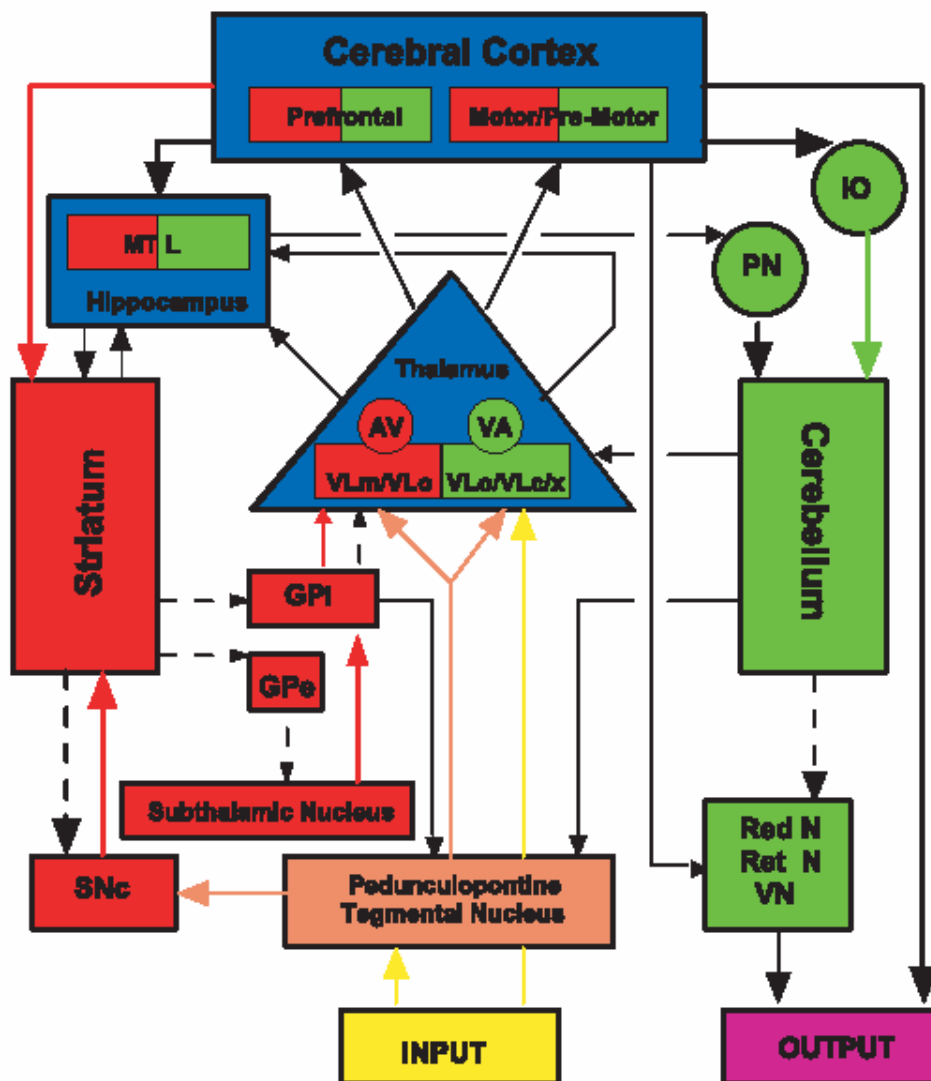 Cerebral Cortex
Prefrontal
Motor/Pre-Motor
IO
MTL
PN
Hippocampus
Thalamus
AV
VA
VLm/VLo
VLo/VLc/x
Striatum
Cerebellum
GPi
GPe
Subthalamic Nucleus
Red N
Ret N
VN
SNc
Pedunculopontine
Tegmental Nucleus
INPUT
OUTPUT